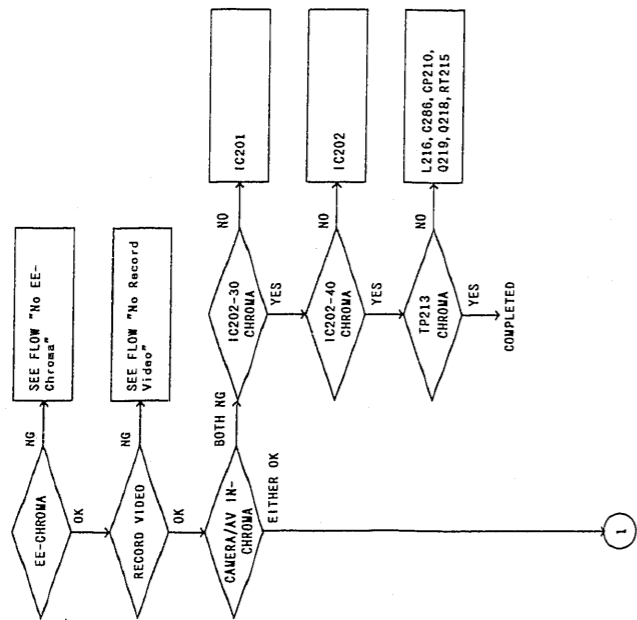 EE-CHROMA
NG
SEE FLOW "No EE-
Chroma"
OK
RECORD VIDEO
NG
SEE FLOW "No Record
Video"
OK
CAMERA/AV IN-
CHROMA
BOTH NG
EITHER OK
1
IC202-30
CHROMA
NO
IC201
YES
IC202-40
CHROMA
NO
IC202
YES
TP213
CHROMA
NO
L216, C286, CP210,
Q219, Q218, RT215
YES
COMPLETED